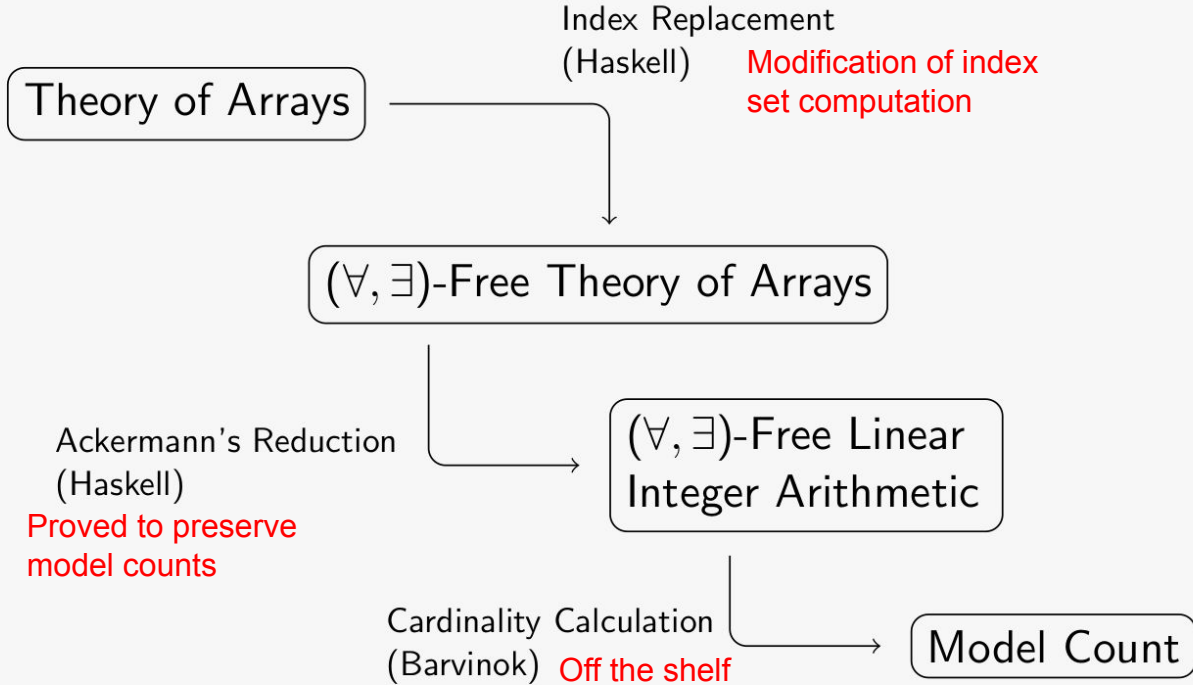 Index Replacement
(Haskell)
Modification of index
set computation
Theory of Arrays
(∀, ∃)-Free Theory of Arrays
Ackermann's Reduction
(Haskell)
Proved to preserve
model counts
(∀, ∃)-Free Linear
Integer Arithmetic
Cardinality Calculation
(Barvinok)
Off the shelf
Model Count